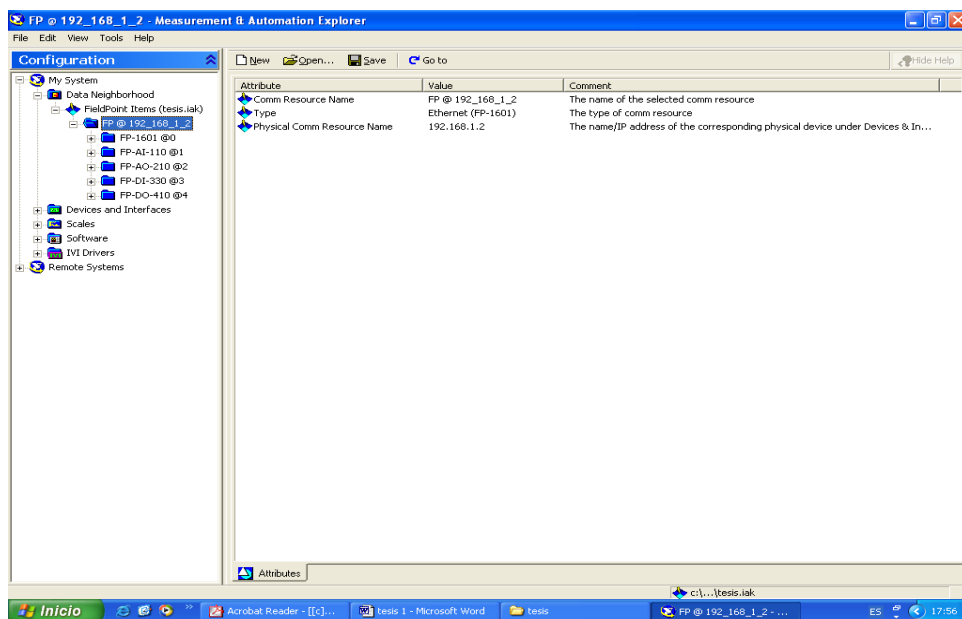 FP @ 192_168_1_2 - Measurement & Automation Explorer
File Edit View Tools Help
Configuration
New Open... Save Go to Hide Help
My System
Data Neighborhood
FieldPoint Items (tesis.iak)
FP @ 192_168_1_2
FP-1601 @0
FP-AI-110 @1
FP-AO-210 @2
FP-DI-330 @3
FP-DO-410 @4
Devices and Interfaces
Scales
Software
IVI Drivers
Remote Systems
Attribute Value Comment
Comm Resource Name FP @ 192_168_1_2 The name of the selected comm resource
Type Ethernet (FP-1601) The type of comm resource
Physical Comm Resource Name 192.168.1.2 The name/IP address of the corresponding physical device under Devices & In...
Attributes
c:\...\tesis.iak
Inicio Acrobat Reader - [[c]... tesis 1 - Microsoft Word tesis FP @ 192_168_1_2 - ... ES 17:56